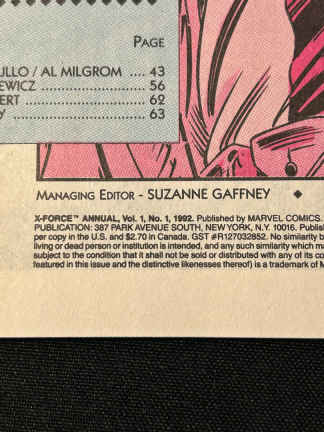 PAGE
ULLO / AL MILGROM .... 43
EWICZ ........................ 56
ERT ............................ 62
Y ................................ 63
MANAGING EDITOR - SUZANNE GAFFNEY ◆
X-FORCE™ ANNUAL, Vol. 1, No. 1, 1992. Published by MARVEL COMICS.
PUBLICATION: 387 PARK AVENUE SOUTH, NEW YORK, N.Y. 10016. Publis
per copy in the U.S. and $2.70 in Canada. GST #R127032852. No similarity b
living or dead person or institution is intended, and any such similarity which ma
subject to the condition that it shall not be sold or distributed with any of its co
featured in this issue and the distinctive likenesses thereof) is a trademark of M